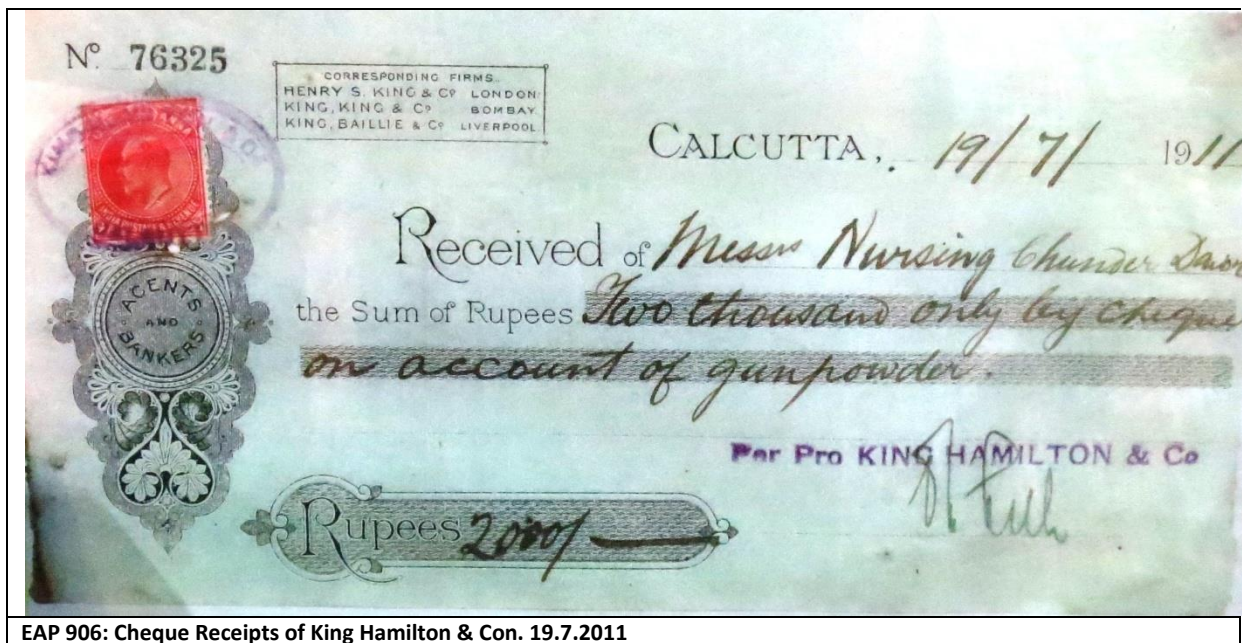 Nº 76325
CORRESPONDING FIRMS.
HENRY S. KING & Cº LONDON
KING, KING & Cº BOMBAY.
KING, BAILLIE & Cº LIVERPOOL.
CALCUTTA, 19/7/ 1911
Received of Messrs Nursing Chunder Daw
the Sum of Rupees Two thousand only by cheque
on account of gunpowder.
AGENTS
AND
BANKERS
Per Pro KING HAMILTON & Co
Rupees 2000/
EAP 906: Cheque Receipts of King Hamilton & Con. 19.7.2011